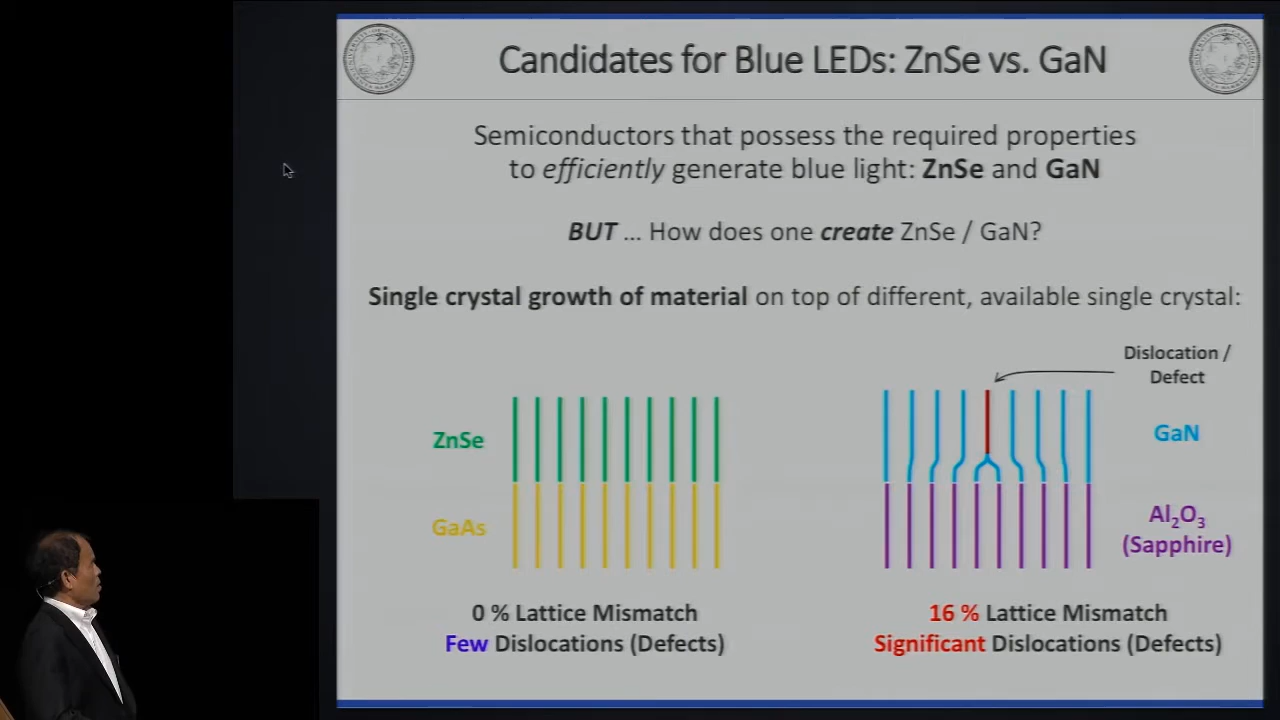 Candidates for Blue LEDs: ZnSe vs. GaN
Semiconductors that possess the required properties
to efficiently generate blue light: ZnSe and GaN
BUT ... How does one create ZnSe / GaN?
Single crystal growth of material on top of different, available single crystal:
Dislocation /
Defect
ZnSe
GaAs
GaN
Al₂O₃
(Sapphire)
0 % Lattice Mismatch
Few Dislocations (Defects)
16 % Lattice Mismatch
Significant Dislocations (Defects)